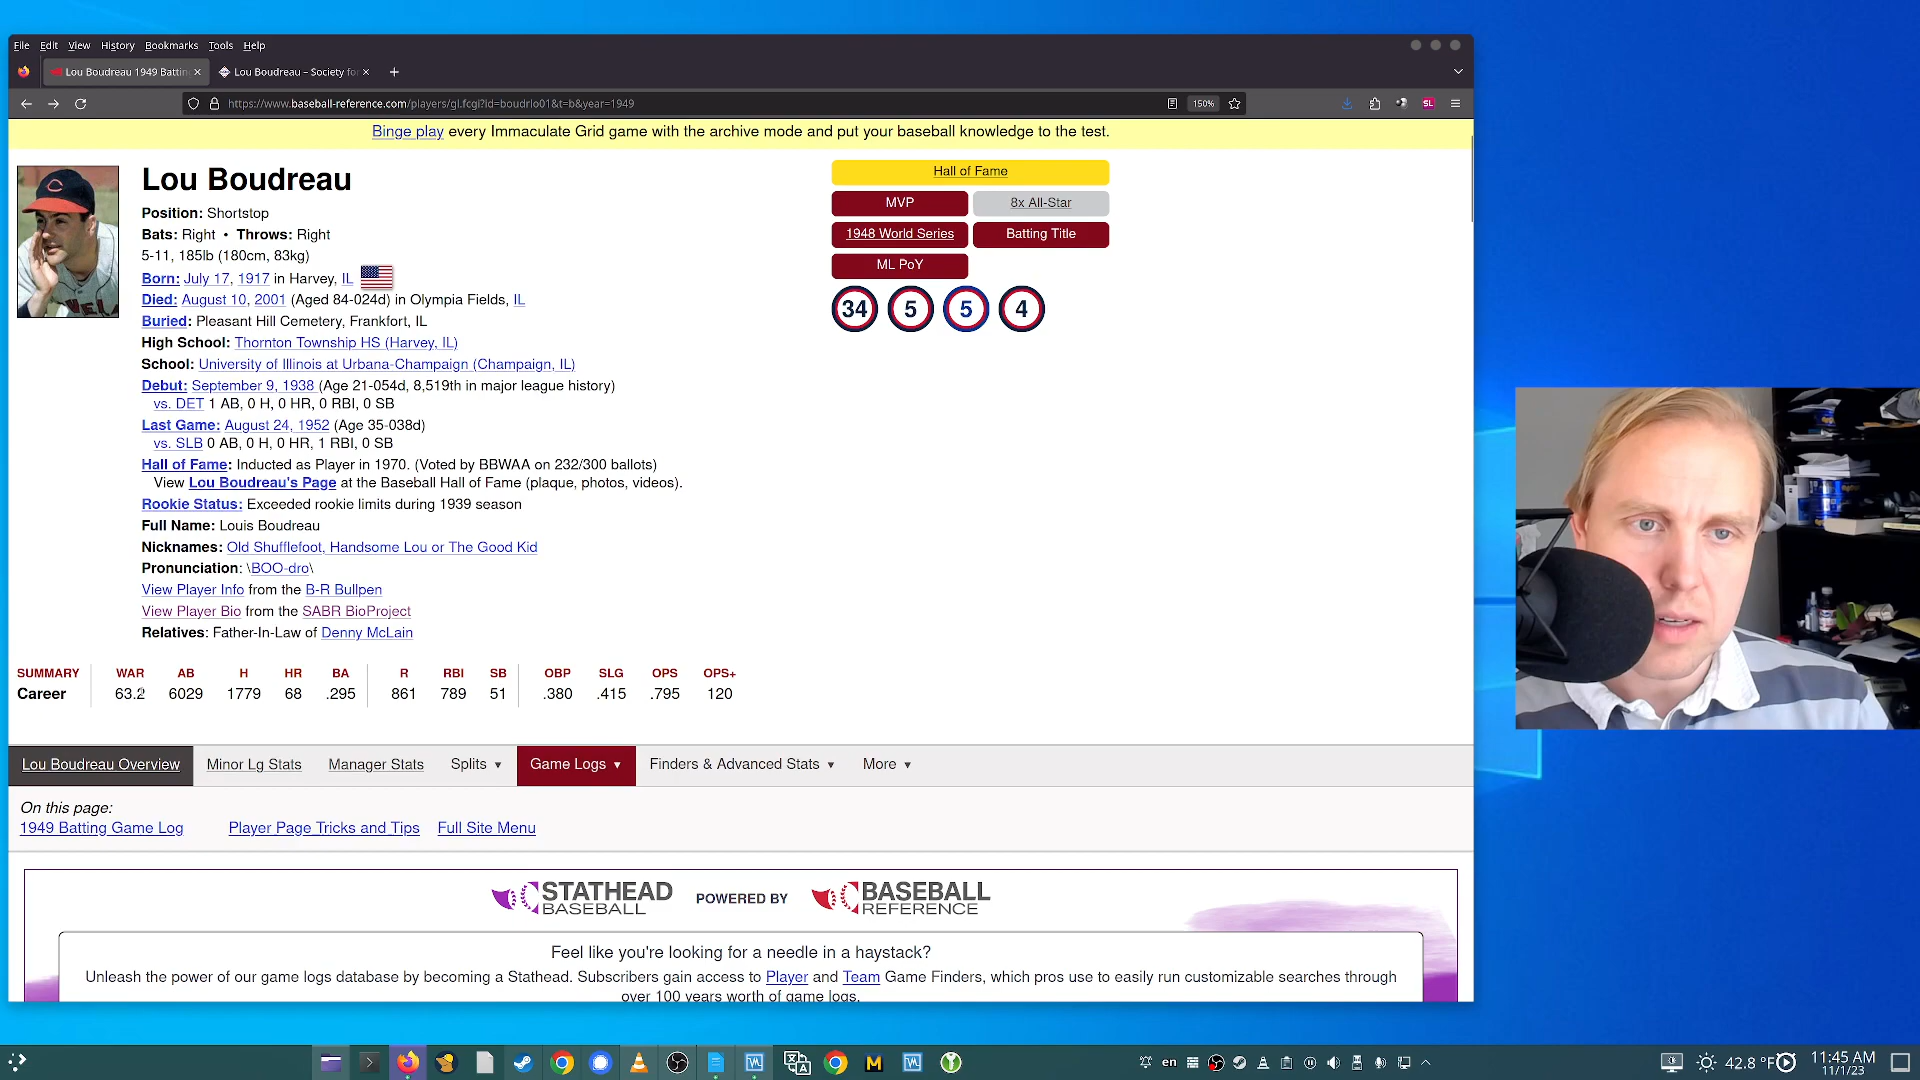 File Edit View History Bookmarks Tools Help
Lou Boudreau 1949 Battin
Lou Boudreau – Society fo
https://www.baseball-reference.com/players/gl.fcgi?id=boudrlo01&t=b&year=1949
150%
SL
Binge play every Immaculate Grid game with the archive mode and put your baseball knowledge to the test.
Lou Boudreau
Position: Shortstop
Bats: Right • Throws: Right
5-11, 185lb (180cm, 83kg)
Born: July 17, 1917 in Harvey, IL
Died: August 10, 2001 (Aged 84-024d) in Olympia Fields, IL
Buried: Pleasant Hill Cemetery, Frankfort, IL
High School: Thornton Township HS (Harvey, IL)
School: University of Illinois at Urbana-Champaign (Champaign, IL)
Debut: September 9, 1938 (Age 21-054d, 8,519th in major league history)
vs. DET 1 AB, 0 H, 0 HR, 0 RBI, 0 SB
Last Game: August 24, 1952 (Age 35-038d)
vs. SLB 0 AB, 0 H, 0 HR, 1 RBI, 0 SB
Hall of Fame: Inducted as Player in 1970. (Voted by BBWAA on 232/300 ballots)
View Lou Boudreau's Page at the Baseball Hall of Fame (plaque, photos, videos).
Rookie Status: Exceeded rookie limits during 1939 season
Full Name: Louis Boudreau
Nicknames: Old Shufflefoot, Handsome Lou or The Good Kid
Pronunciation: \BOO-dro\
View Player Info from the B-R Bullpen
View Player Bio from the SABR BioProject
Relatives: Father-In-Law of Denny McLain
Hall of Fame
MVP 8x All-Star
1948 World Series Batting Title
ML PoY
34 5 5 4
SUMMARY WAR AB H HR BA R RBI SB OBP SLG OPS OPS+
Career 63.2 6029 1779 68 .295 861 789 51 .380 .415 .795 120
Lou Boudreau Overview Minor Lg Stats Manager Stats Splits ▼ Game Logs ▼ Finders & Advanced Stats ▼ More ▼
On this page:
1949 Batting Game Log Player Page Tricks and Tips Full Site Menu
STATHEAD BASEBALL POWERED BY BASEBALL REFERENCE
Feel like you're looking for a needle in a haystack?
Unleash the power of our game logs database by becoming a Stathead. Subscribers gain access to Player and Team Game Finders, which pros use to easily run customizable searches through
over 100 years worth of game logs.
en
42.8 °F
11:45 AM
11/1/23